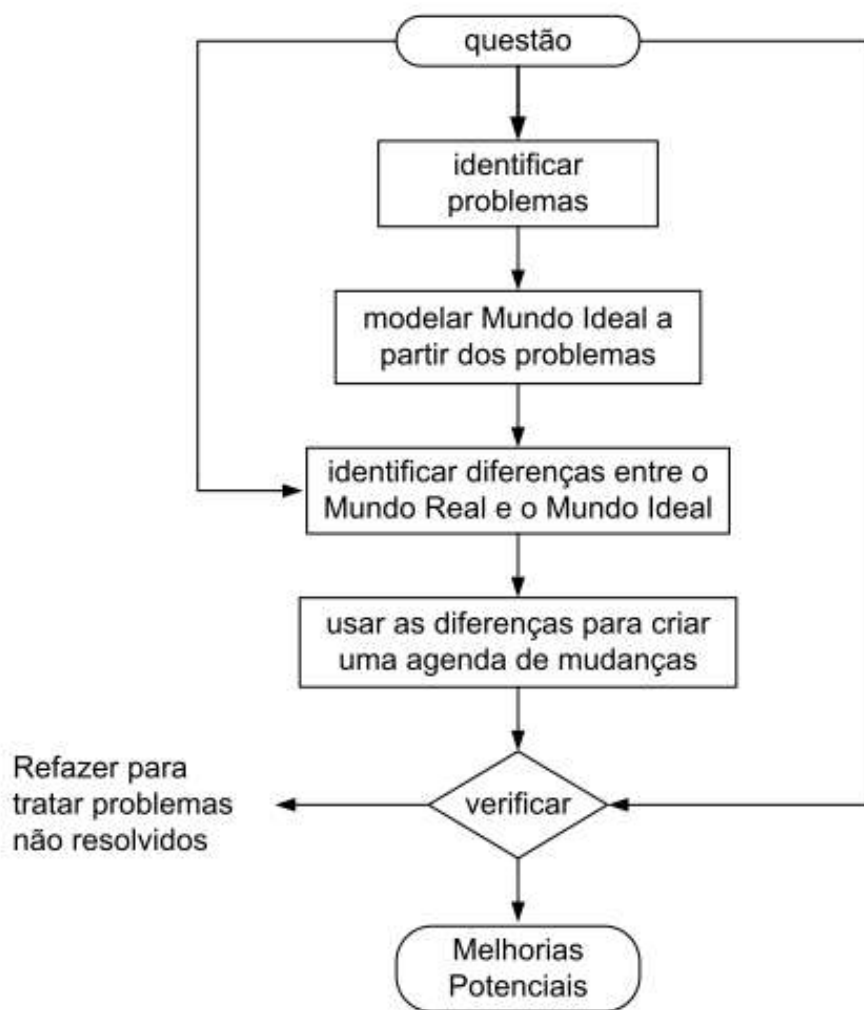 questão
identificar
problemas
modelar Mundo Ideal a
partir dos problemas
identificar diferenças entre o
Mundo Real e o Mundo Ideal
usar as diferenças para criar
uma agenda de mudanças
Refazer para
tratar problemas
não resolvidos
verificar
Melhorias
Potenciais